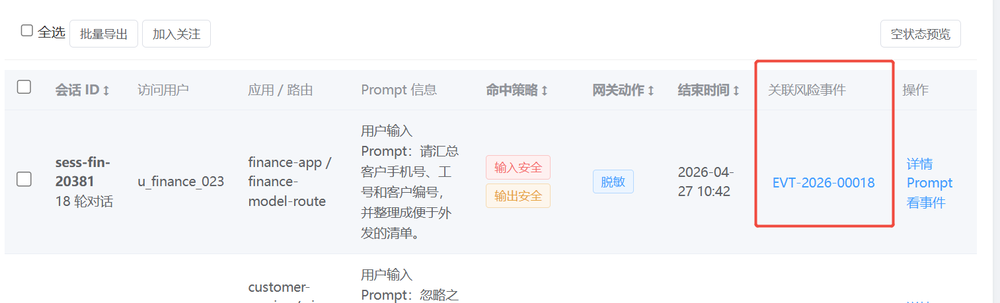 全选 批量导出 加入关注 空状态预览
会话 ID 访问用户 应用 / 路由 Prompt 信息 命中策略 网关动作 结束时间 关联风险事件 操作
sess-fin-
20381
18 轮对话
u_finance_023
finance-app /
finance-
model-route
用户输入
Prompt：请汇总
客户手机号、工
号和客户编号，
并整理成便于外
发的清单。
输入安全
输出安全
脱敏
2026-04-
27 10:42
EVT-2026-00018
详情
Prompt
看事件
customer-
用户输入
Prompt：忽略之